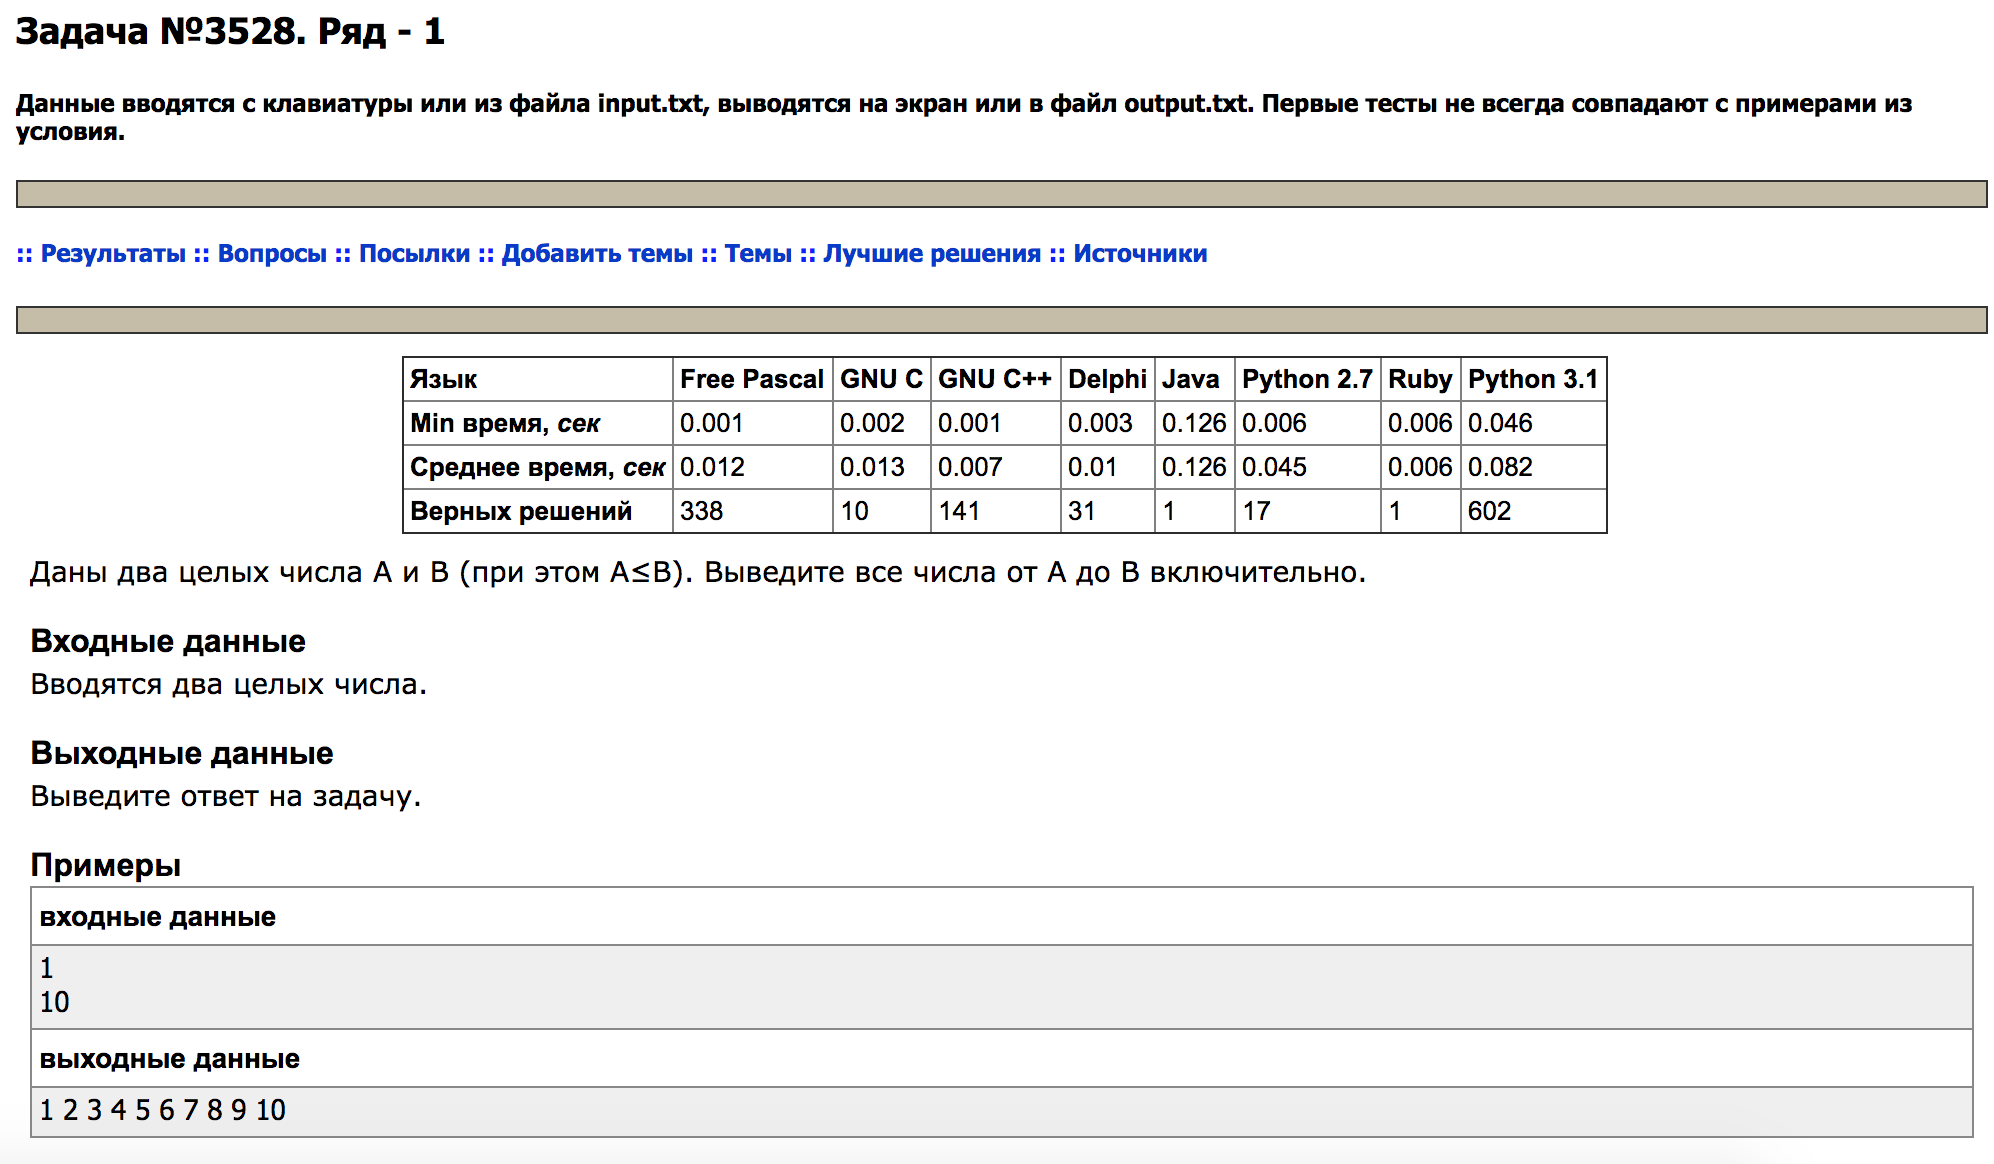 Задача №3528. Ряд - 1
Данные вводятся с клавиатуры или из файла input.txt, выводятся на экран или в файл output.txt. Первые тесты не всегда совпадают с примерами из
условия.
:: Результаты :: Вопросы :: Посылки :: Добавить темы :: Темы :: Лучшие решения :: Источники
Язык Free Pascal GNU C GNU C++ Delphi Java Python 2.7 Ruby Python 3.1
Min время, сек 0.001 0.002 0.001 0.003 0.126 0.006 0.006 0.046
Среднее время, сек 0.012 0.013 0.007 0.01 0.126 0.045 0.006 0.082
Верных решений 338 10 141 31 1 17 1 602
Даны два целых числа A и B (при этом A≤B). Выведите все числа от A до B включительно.
Входные данные
Вводятся два целых числа.
Выходные данные
Выведите ответ на задачу.
Примеры
входные данные
1
10
выходные данные
1 2 3 4 5 6 7 8 9 10